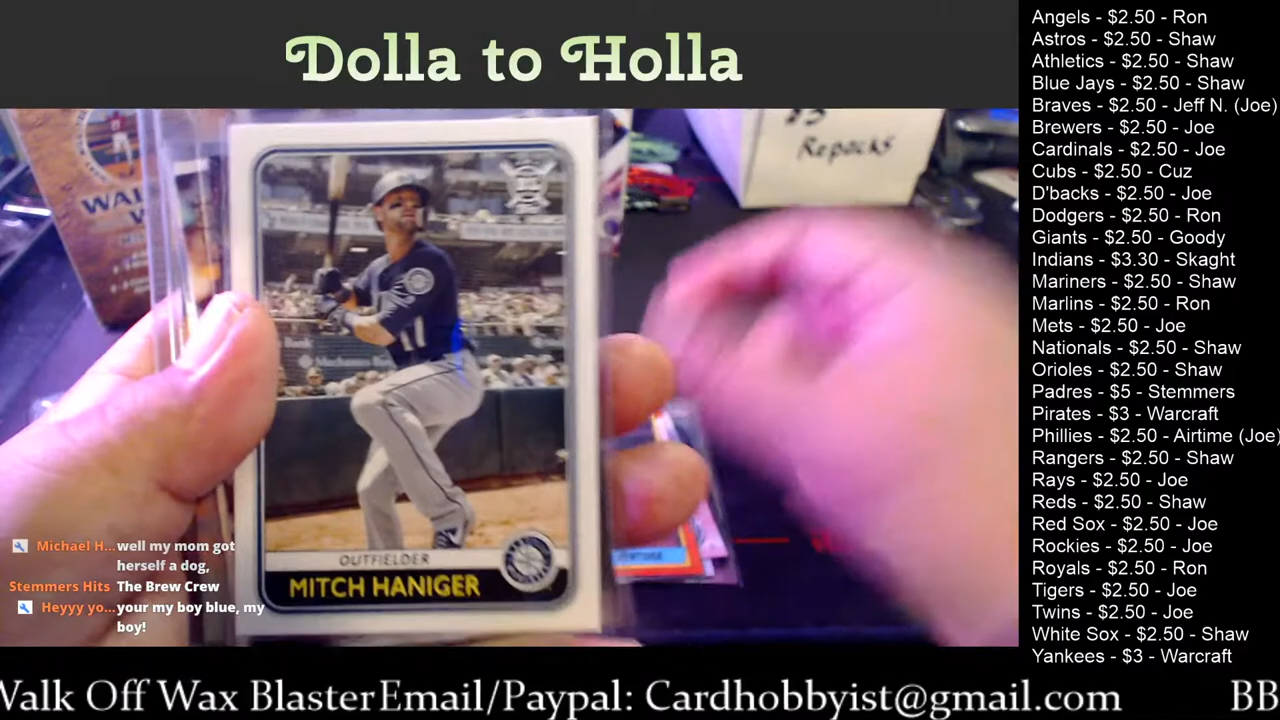 Dolla to Holla
Repacks
OUTFIELDER
MITCH HANIGER
11
Michael H... well my mom got
herself a dog,
Stemmers Hits The Brew Crew
Heyyy yo... your my boy blue, my
boy!
Angels - $2.50 - Ron
Astros - $2.50 - Shaw
Athletics - $2.50 - Shaw
Blue Jays - $2.50 - Shaw
Braves - $2.50 - Jeff N. (Joe)
Brewers - $2.50 - Joe
Cardinals - $2.50 - Joe
Cubs - $2.50 - Cuz
D'backs - $2.50 - Joe
Dodgers - $2.50 - Ron
Giants - $2.50 - Goody
Indians - $3.30 - Skaght
Mariners - $2.50 - Shaw
Marlins - $2.50 - Ron
Mets - $2.50 - Joe
Nationals - $2.50 - Shaw
Orioles - $2.50 - Shaw
Padres - $5 - Stemmers
Pirates - $3 - Warcraft
Phillies - $2.50 - Airtime (Joe)
Rangers - $2.50 - Shaw
Rays - $2.50 - Joe
Reds - $2.50 - Shaw
Red Sox - $2.50 - Joe
Rockies - $2.50 - Joe
Royals - $2.50 - Ron
Tigers - $2.50 - Joe
Twins - $2.50 - Joe
White Sox - $2.50 - Shaw
Yankees - $3 - Warcraft
Walk Off Wax Blaster Email/Paypal: Cardhobbyist@gmail.com BB